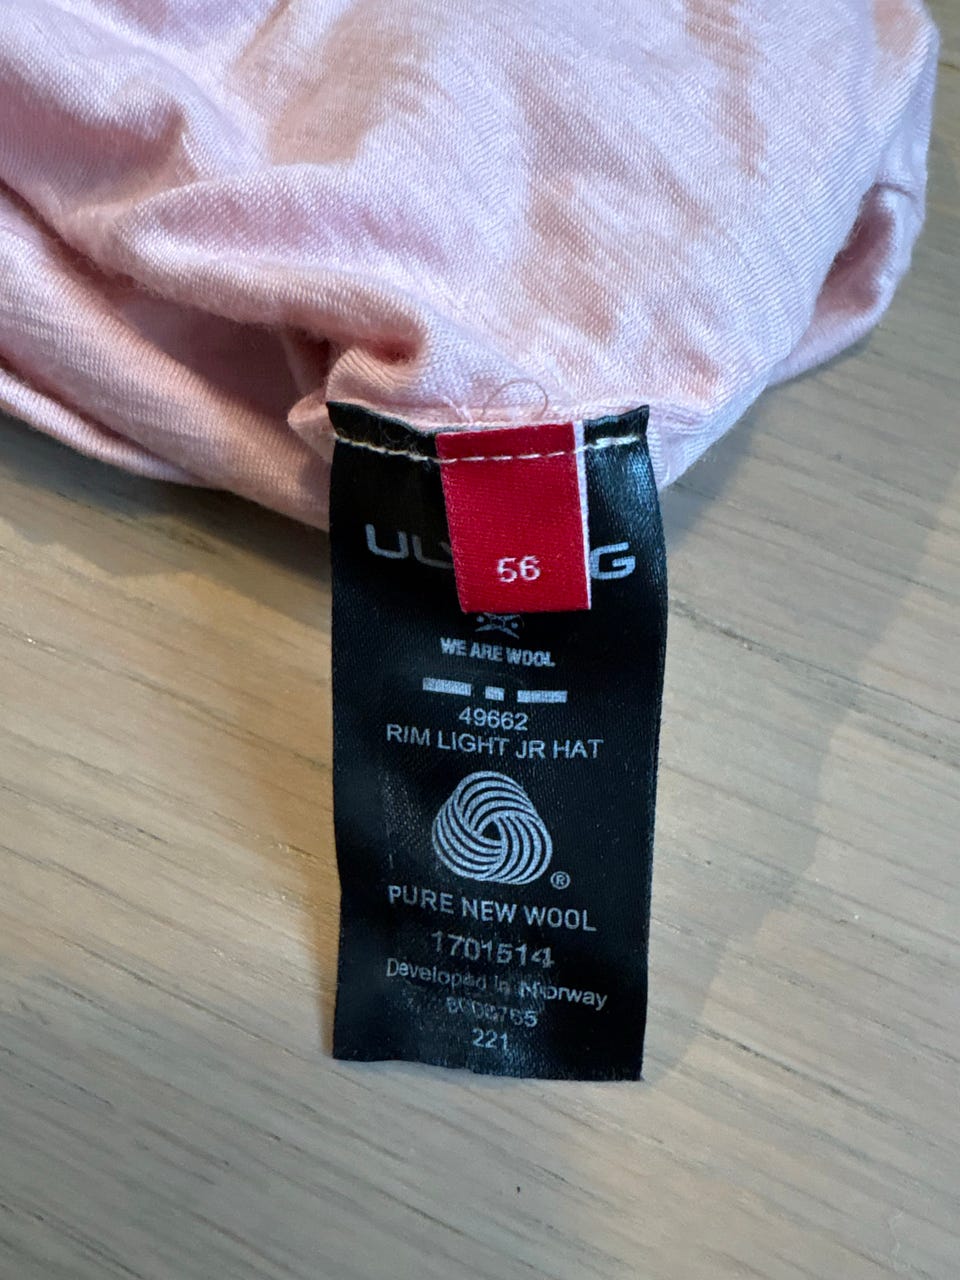 56
WE ARE WOOL
49662
RIM LIGHT JR HAT
®
PURE NEW WOOL
1701514
Developed in Norway
221